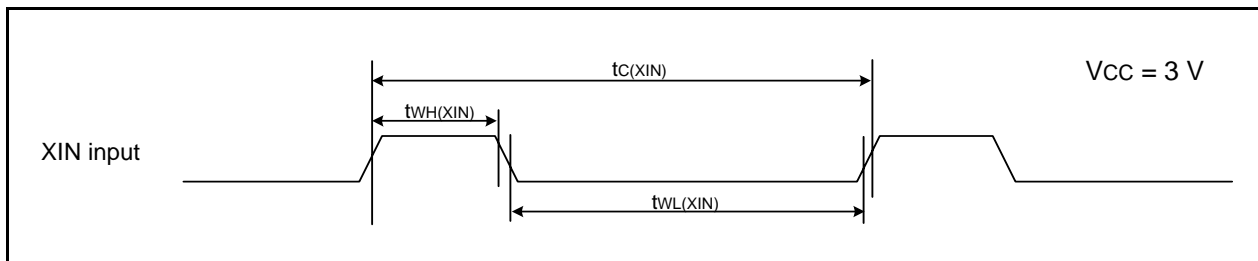 tC(XIN)
VCC = 3 V
tWH(XIN)
XIN input
tWL(XIN)